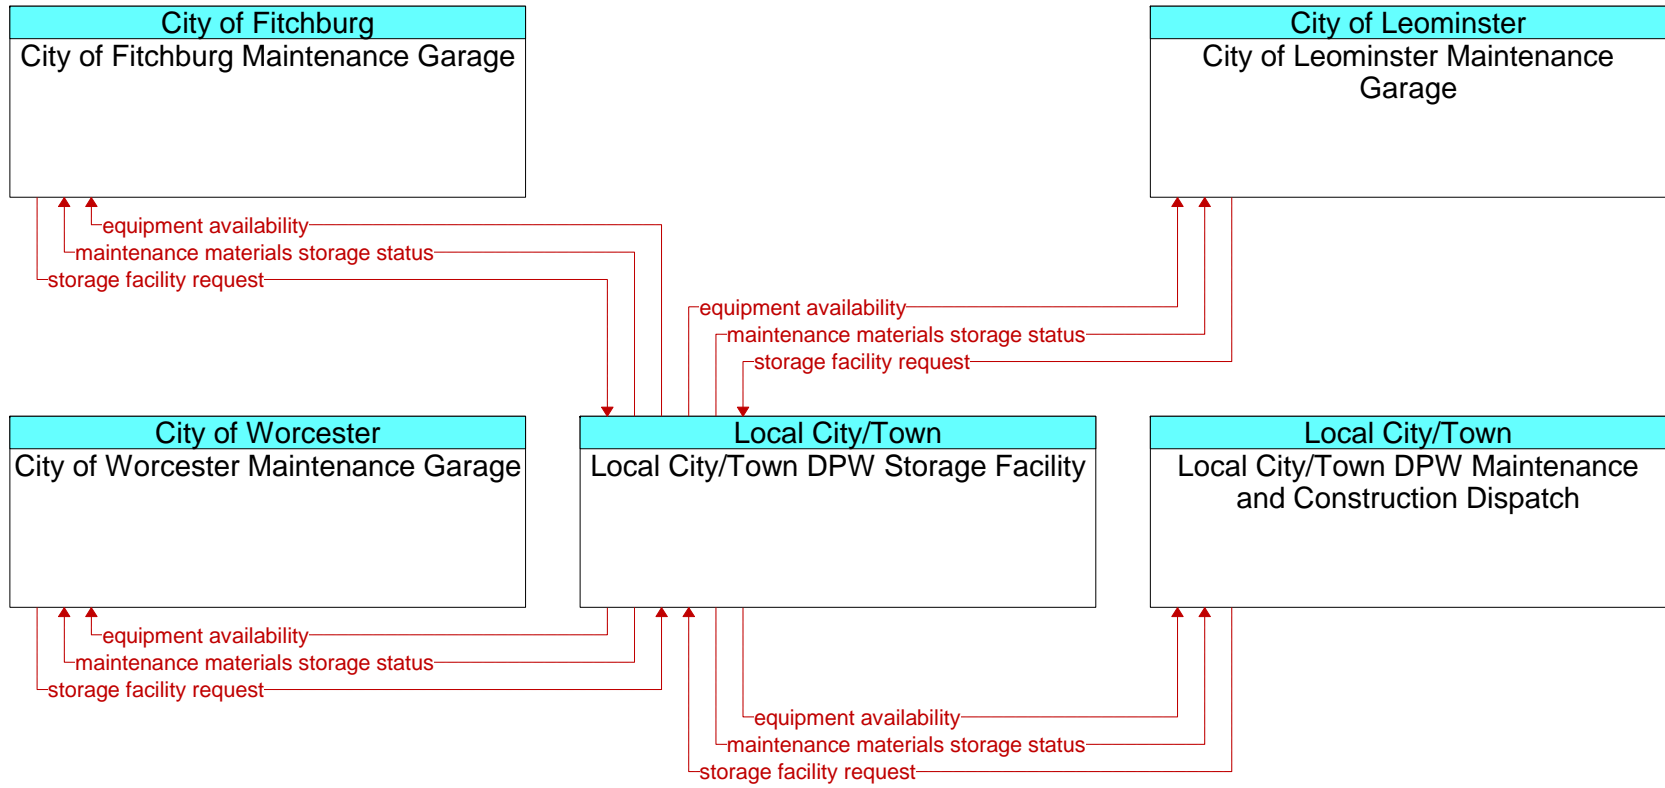 City of Fitchburg
City of Fitchburg Maintenance Garage
City of Leominster
City of Leominster Maintenance
Garage
equipment availability
maintenance materials storage status
storage facility request
equipment availability
maintenance materials storage status
storage facility request
City of Worcester
City of Worcester Maintenance Garage
Local City/Town
Local City/Town DPW Storage Facility
Local City/Town
Local City/Town DPW Maintenance
and Construction Dispatch
equipment availability
maintenance materials storage status
storage facility request
equipment availability
maintenance materials storage status
storage facility request